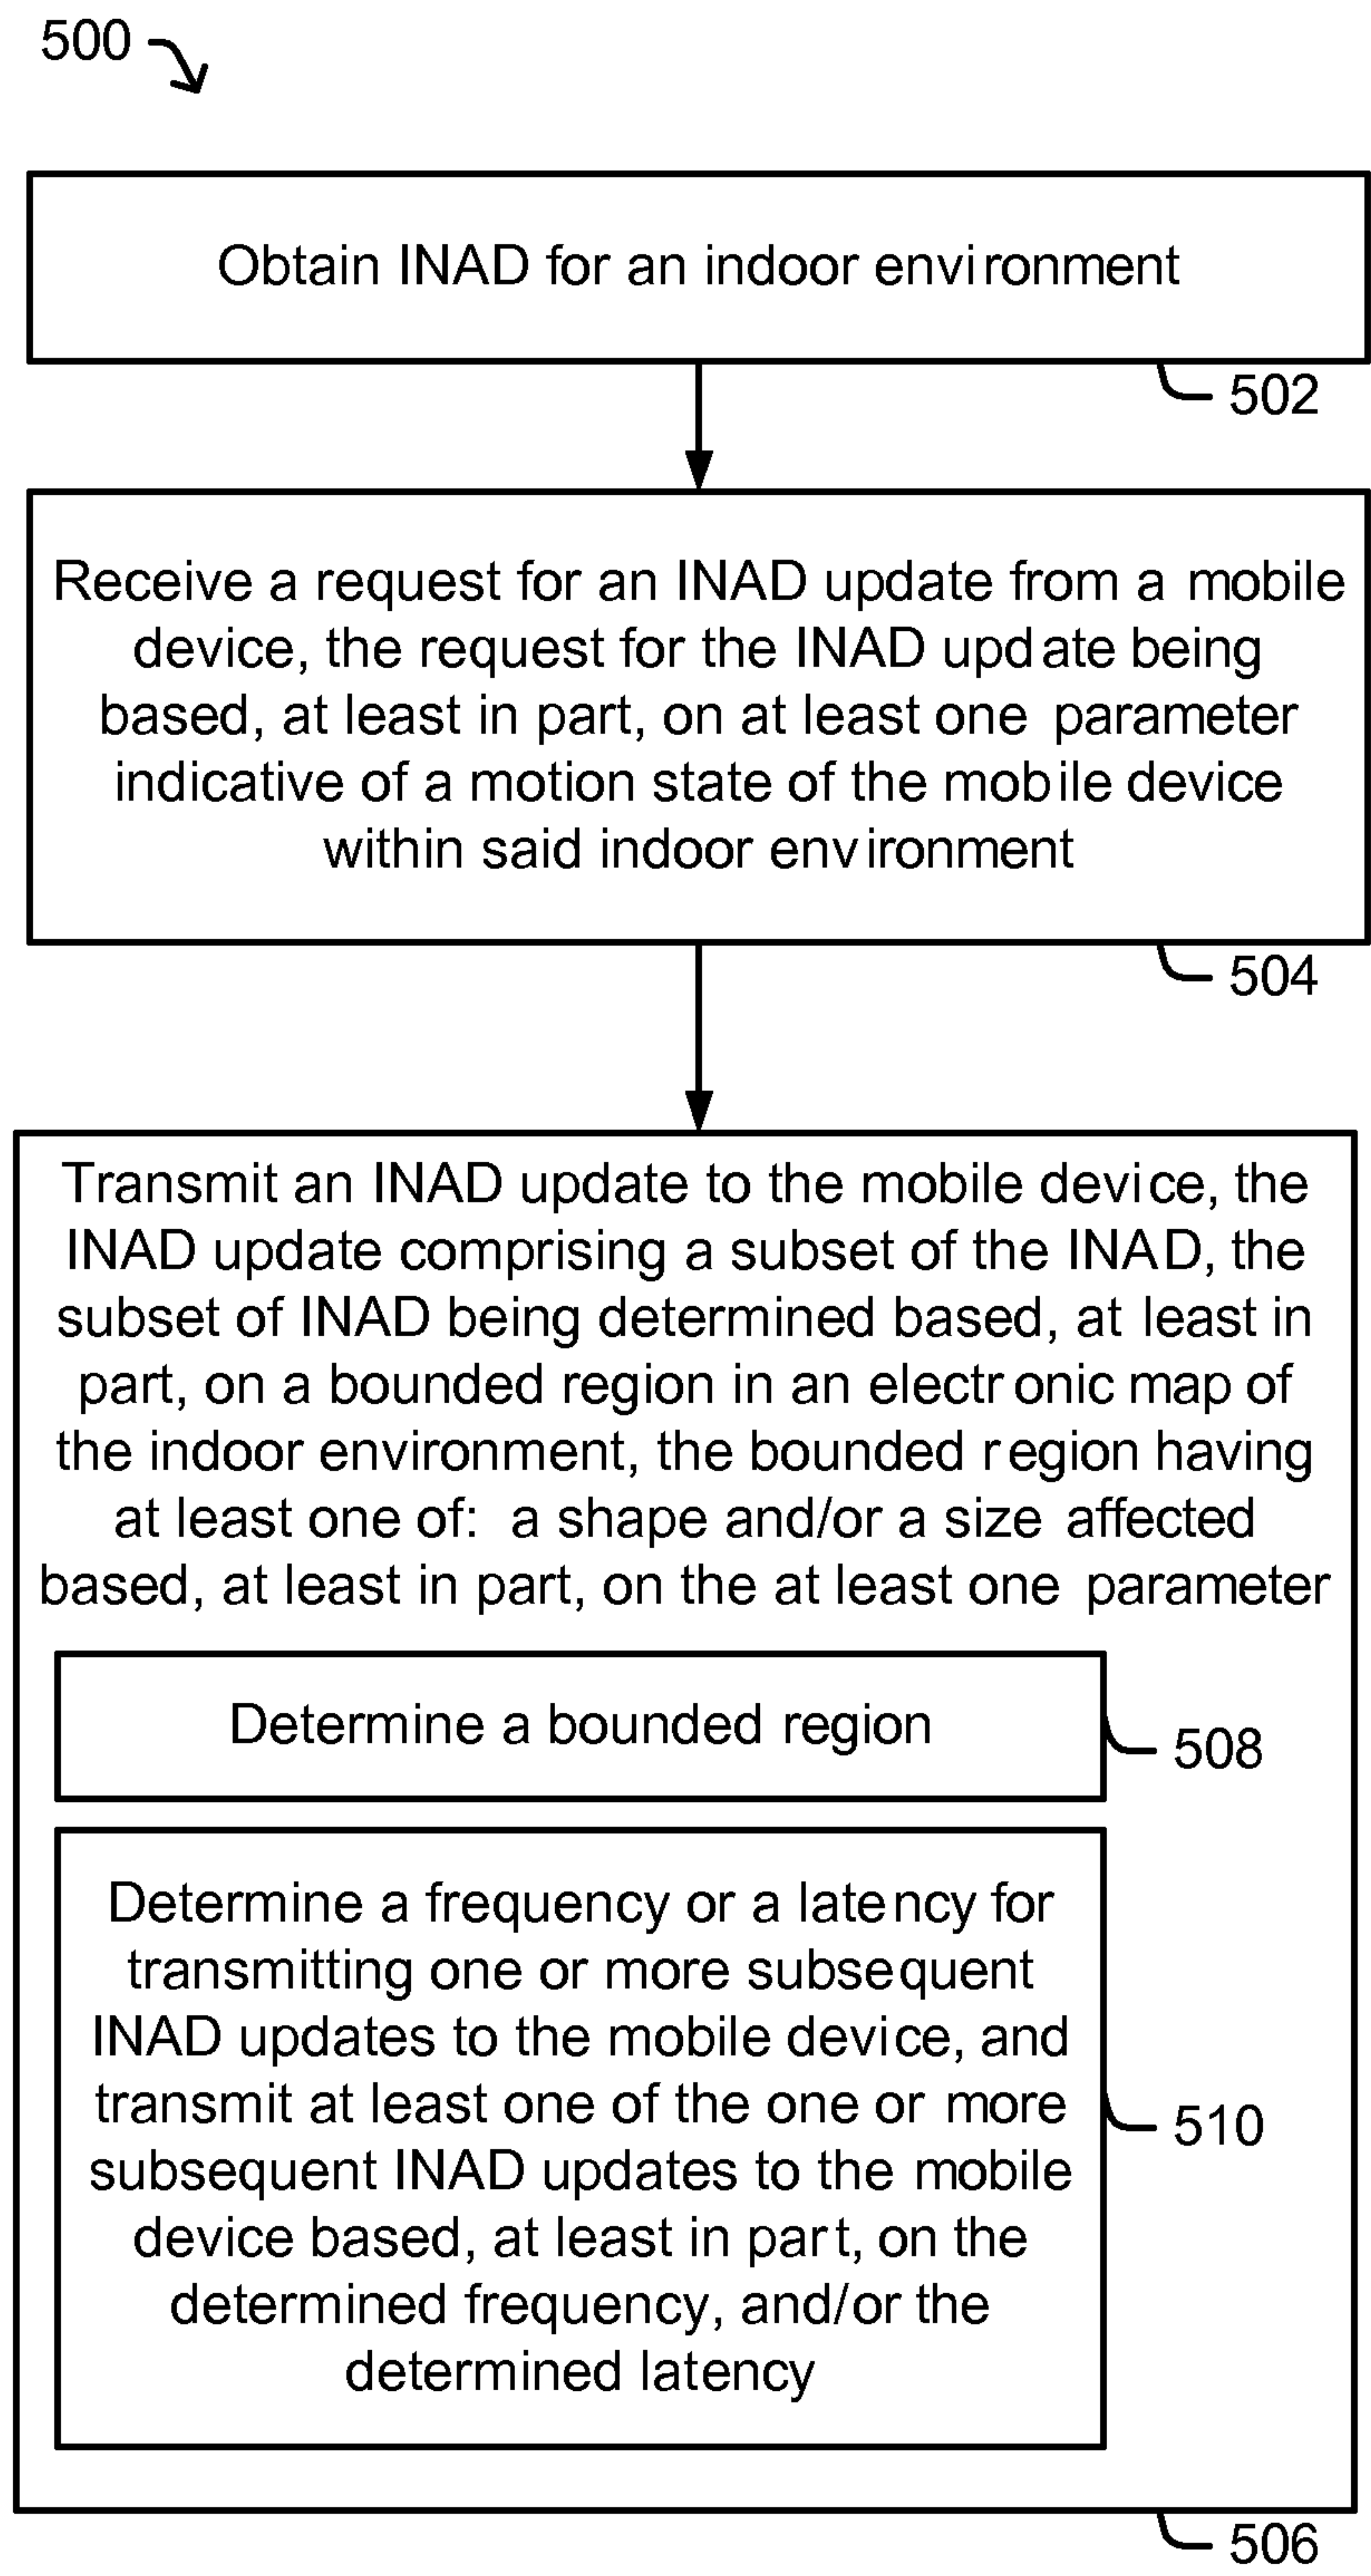 500
Obtain INAD for an indoor environment
502
Receive a request for an INAD update from a mobile
device, the request for the INAD update being
based, at least in part, on at least one parameter
indicative of a motion state of the mobile device
within said indoor environment
504
Transmit an INAD update to the mobile device, the
INAD update comprising a subset of the INAD, the
subset of INAD being determined based, at least in
part, on a bounded region in an electronic map of
the indoor environment, the bounded region having
at least one of: a shape and/or a size affected
based, at least in part, on the at least one parameter
Determine a bounded region
508
Determine a frequency or a latency for
transmitting one or more subsequent
INAD updates to the mobile device, and
transmit at least one of the one or more
subsequent INAD updates to the mobile
device based, at least in part, on the
determined frequency, and/or the
determined latency
510
506